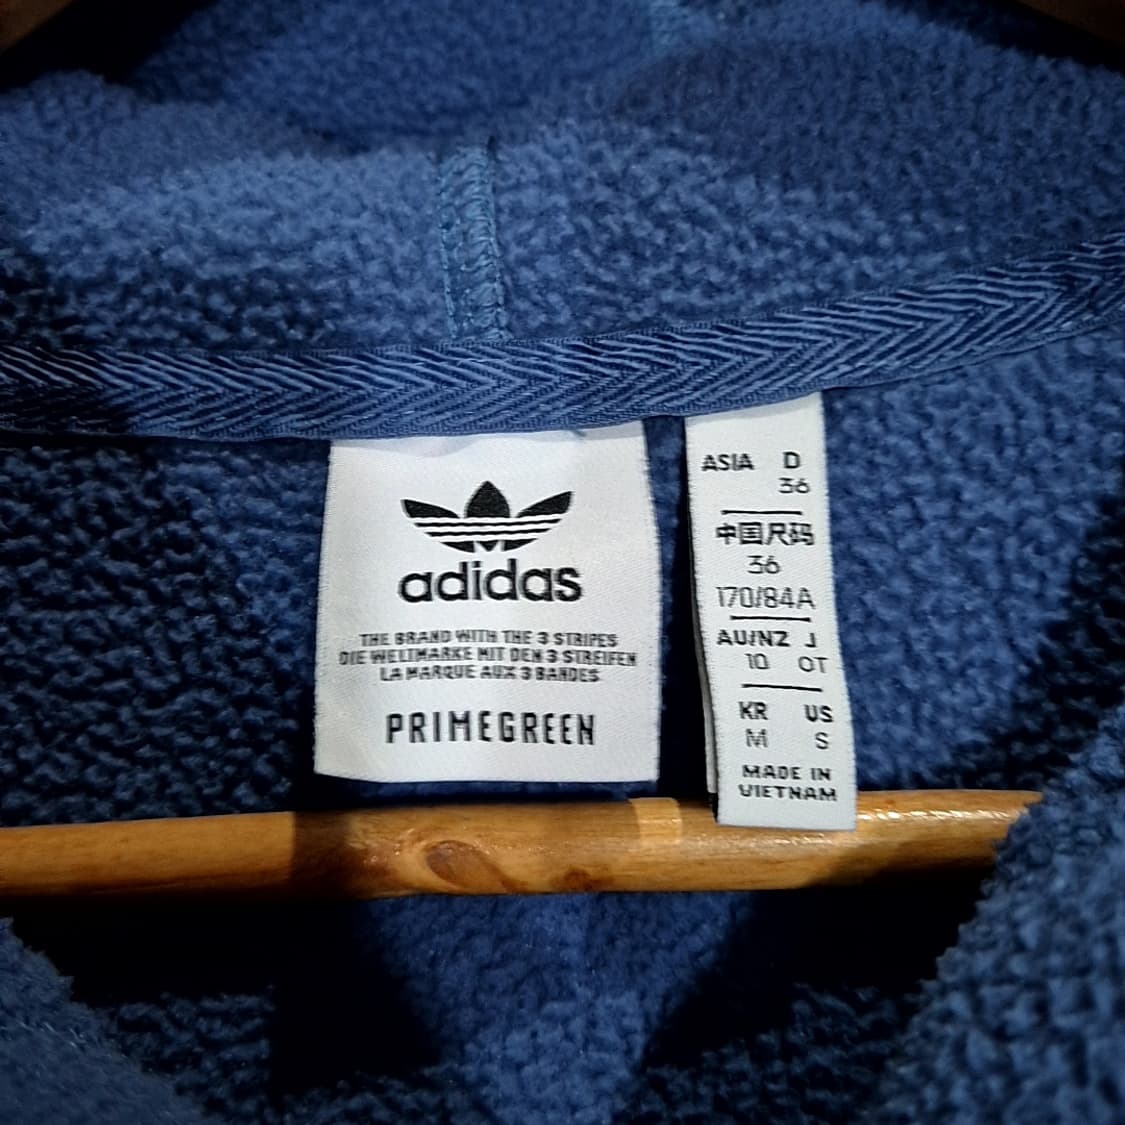 adidas
THE BRAND WITH THE 3 STRIPES
DIE WELTMARKE MIT DEN 3 STREIFEN
LA MARQUE AUX 3 BANDES
PRIMEGREEN
ASIA D
36
中国尺码
36
170/84A
AU/NZ J
10 OT
KR US
M S
MADE IN
VIETNAM